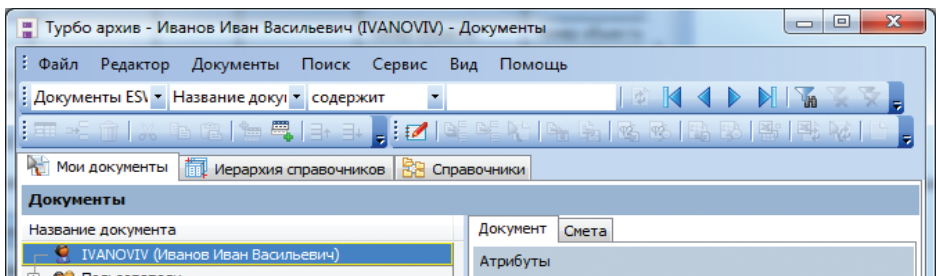 Турбо архив - Иванов Иван Васильевич (IVANOVIV) - Документы
Файл Редактор Документы Поиск Сервис Вид Помощь
Документы ES\ Название докуı содержит
Мои документы Иерархия справочников Справочники
Документы
Название документа
Документ Смета
IVANOVIV (Иванов Иван Васильевич)
Атрибуты